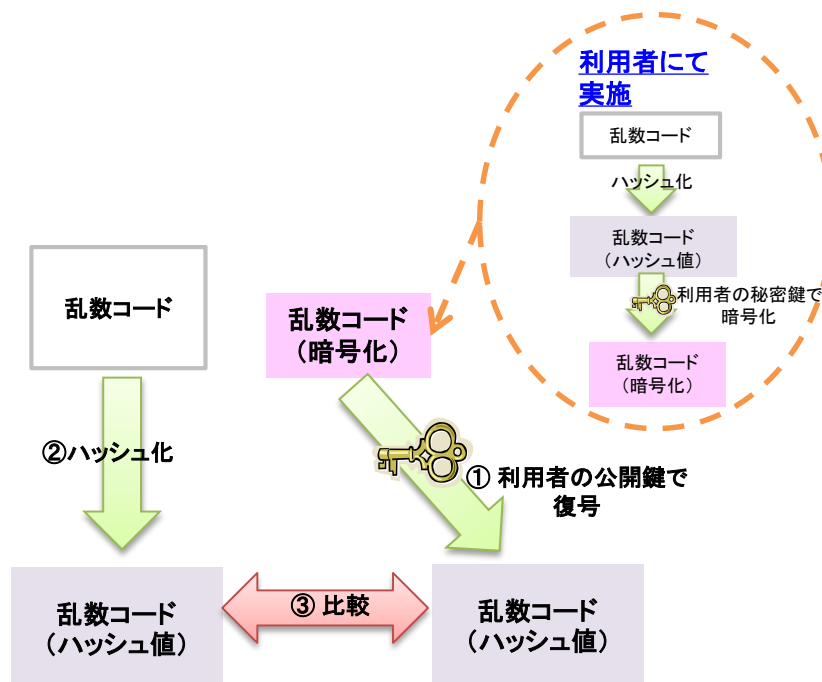 利用者にて
実施
乱数コード
ハッシュ化
乱数コード
（ハッシュ値）
利用者の秘密鍵で
暗号化
乱数コード
（暗号化）
乱数コード
乱数コード
（暗号化）
②ハッシュ化
① 利用者の公開鍵で
復号
乱数コード
（ハッシュ値）
③ 比較
乱数コード
（ハッシュ値）